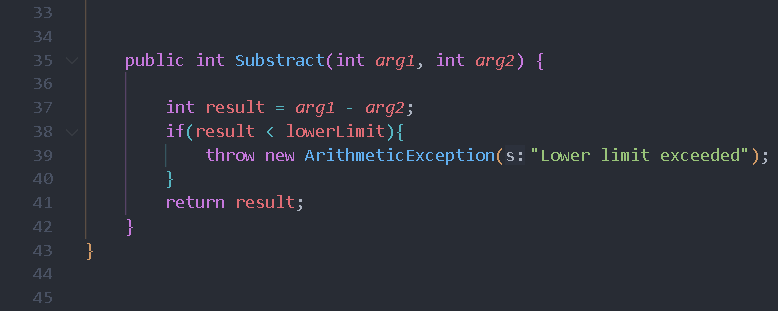 33
34
35 public int Substract(int arg1, int arg2) {
36
37 int result = arg1 - arg2;
38 if(result < lowerLimit){
39 throw new ArithmeticException(s: "Lower limit exceeded");
40 }
41 return result;
42 }
43 }
44
45